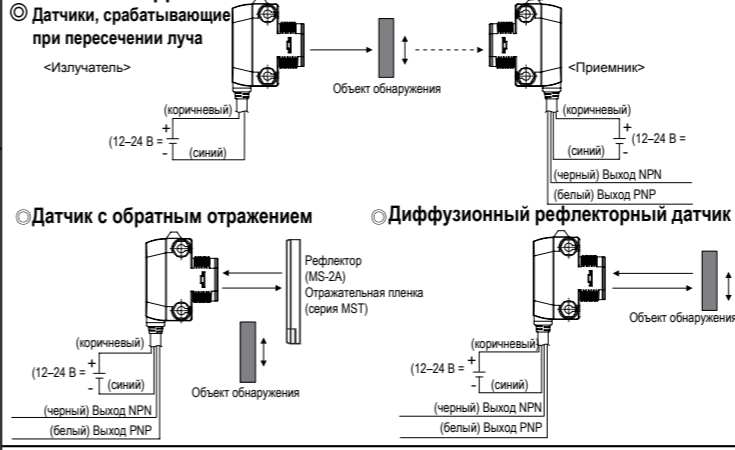 ◎ Датчики, срабатывающие
при пересечении луча
<Излучатель>
<Приемник>
Объект обнаружения
(коричневый)
+
(12–24 В =
-
(синий)
(коричневый)
+
(12–24 В =
-
(синий)
(черный) Выход NPN
(белый) Выход PNP
◎Датчик с обратным отражением
Рефлектор
(MS-2A)
Отражательная пленка
(серия MST)
(коричневый)
+
(12–24 В =
-
(синий)
Объект обнаружения
(черный) Выход NPN
(белый) Выход PNP
◎Диффузионный рефлекторный датчик
Объект обнаружения
(коричневый)
+
(12–24 В =
-
(синий)
(черный) Выход NPN
(белый) Выход PNP